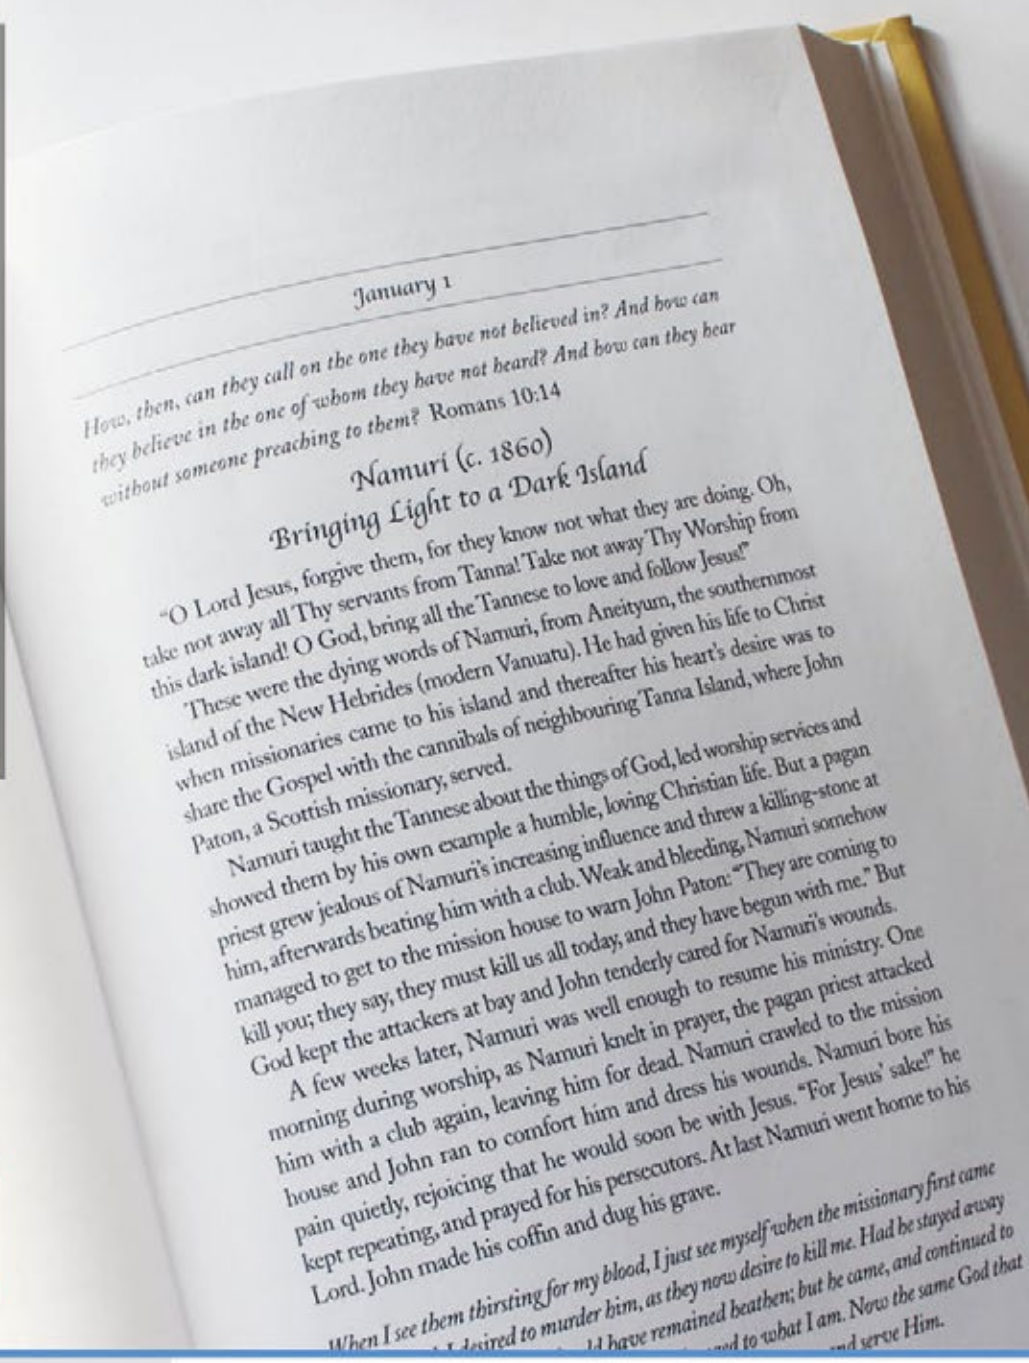 January 1
How, then, can they call on the one they have not believed in? And how can
they believe in the one of whom they have not heard? And how can they hear
without someone preaching to them? Romans 10:14
Namuri (c. 1860)
Bringing Light to a Dark Island
“O Lord Jesus, forgive them, for they know not what they are doing. Oh,
take not away all Thy servants from Tanna! Take not away Thy Worship from
this dark island! O God, bring all the Tannese to love and follow Jesus!”
These were the dying words of Namuri, from Aneityum, the southernmost
island of the New Hebrides (modern Vanuatu). He had given his life to Christ
when missionaries came to his island and thereafter his heart’s desire was to
share the Gospel with the cannibals of neighbouring Tanna Island, where John
Paton, a Scottish missionary, served.
Namuri taught the Tannese about the things of God, led worship services and
showed them by his own example a humble, loving Christian life. But a pagan
priest grew jealous of Namuri’s increasing influence and threw a killing-stone at
him, afterwards beating him with a club. Weak and bleeding, Namuri somehow
managed to get to the mission house to warn John Paton: “They are coming to
kill you; they say, they must kill us all today, and they have begun with me.” But
God kept the attackers at bay and John tenderly cared for Namuri’s wounds.
A few weeks later, Namuri was well enough to resume his ministry. One
morning during worship, as Namuri knelt in prayer, the pagan priest attacked
him with a club again, leaving him for dead. Namuri crawled to the mission
house and John ran to comfort him and dress his wounds. Namuri bore his
pain quietly, rejoicing that he would soon be with Jesus. “For Jesus’ sake!” he
kept repeating, and prayed for his persecutors. At last Namuri went home to his
Lord. John made his coffin and dug his grave.
When I see them thirsting for my blood, I just see myself when the missionary first came
I desired to murder him, as they now desire to kill me. Had he stayed away
have remained heathen; but he came, and continued to
to what I am. Now the same God that
serve Him.